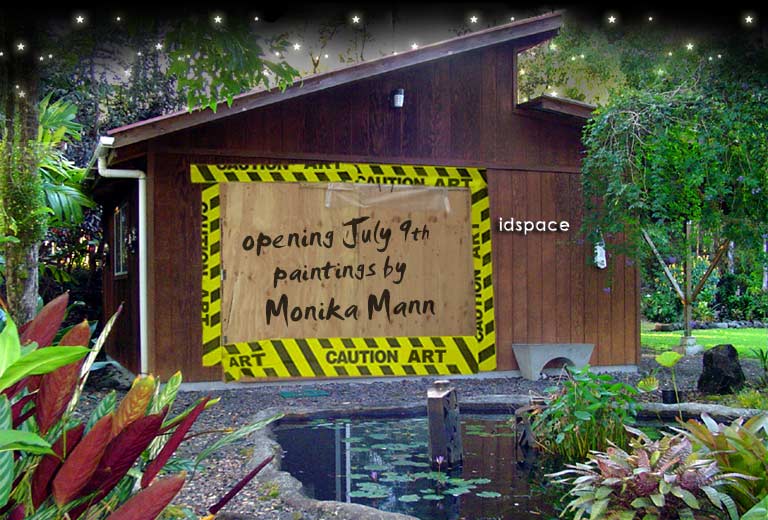 CAUTION ART
CAUTION ART
CAUTION ART
CAUTION ART
opening July 9th
paintings by
Monika Mann
idspace
ART CAUTION ART